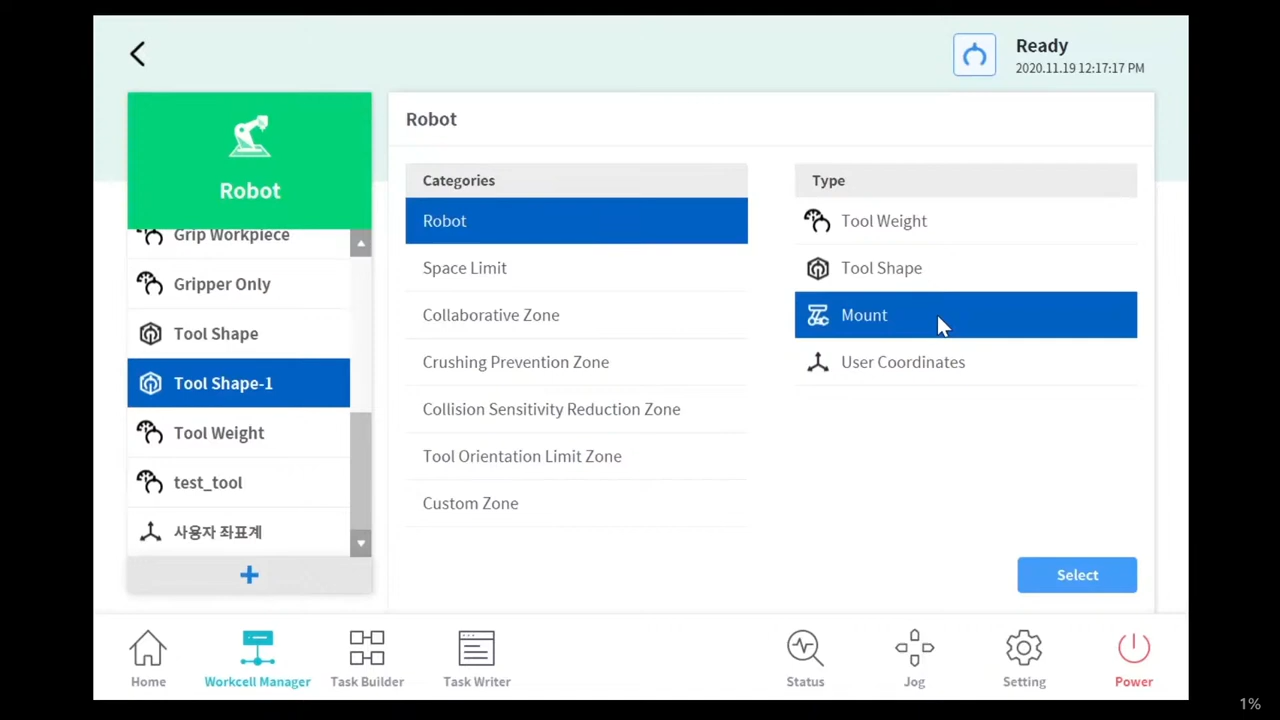 Ready
2020.11.19 12:17:17 PM
Robot
Grip Workpiece
Gripper Only
Tool Shape
Tool Shape-1
Tool Weight
test_tool
사용자 좌표계
Robot
Categories
Robot
Space Limit
Collaborative Zone
Crushing Prevention Zone
Collision Sensitivity Reduction Zone
Tool Orientation Limit Zone
Custom Zone
Type
Tool Weight
Tool Shape
Mount
User Coordinates
Select
Home
Workcell Manager
Task Builder
Task Writer
Status
Jog
Setting
Power
1%